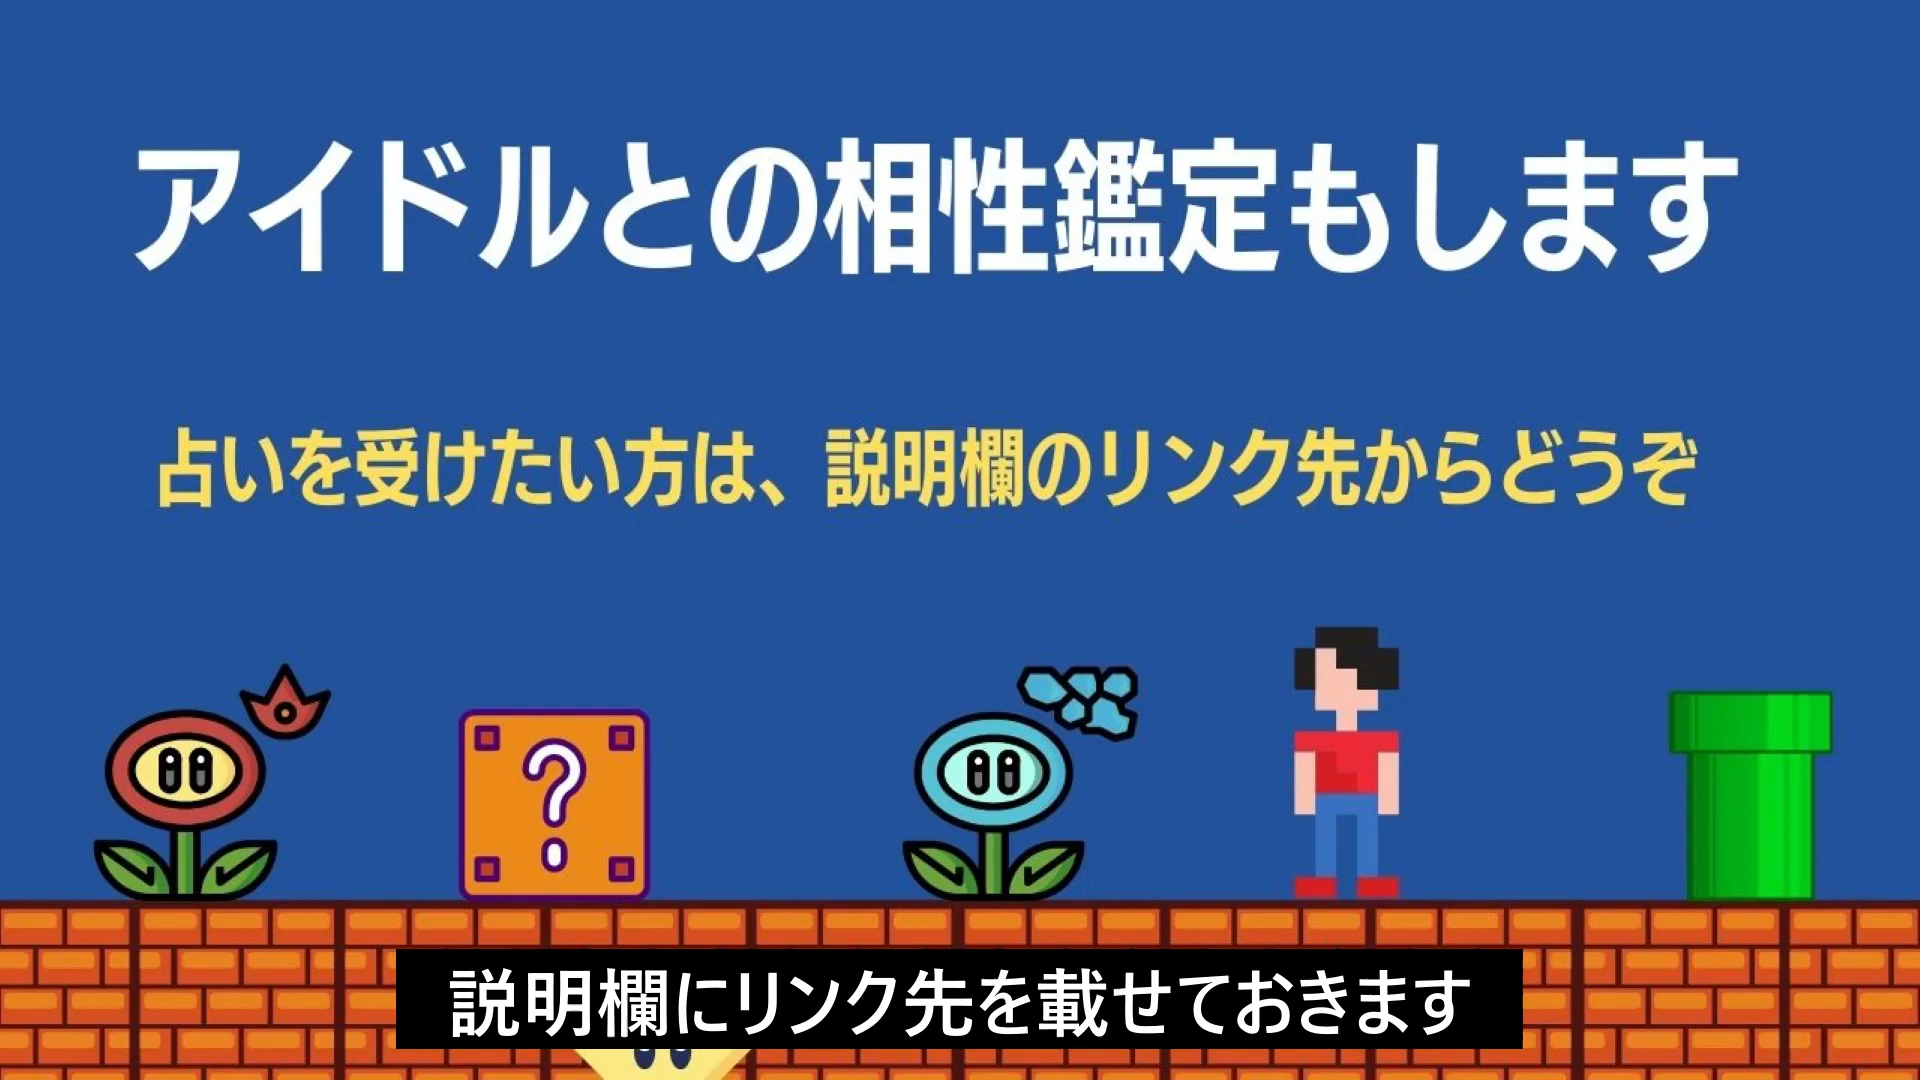 アイドルとの相性鑑定もします
占いを受けたい方は、説明欄のリンク先からどうぞ
?
説明欄にリンク先を載せておきます